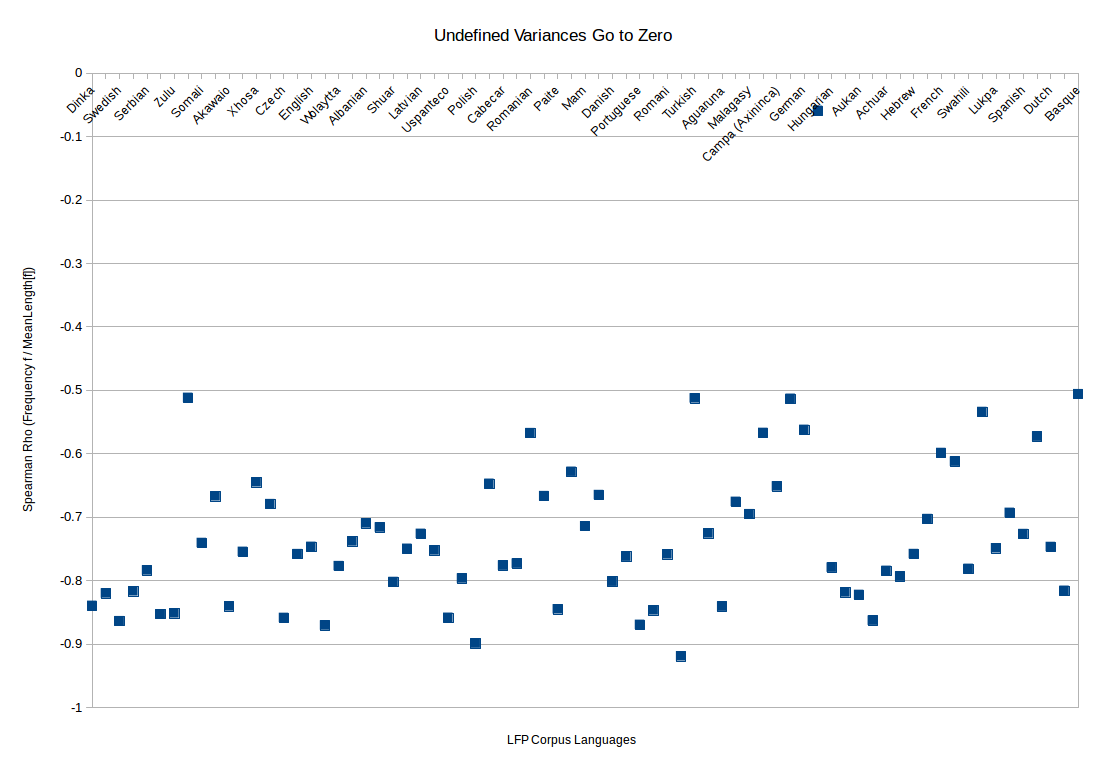 Undefined Variances Go to Zero
0
-0.1
-0.2
-0.3
-0.4
-0.5
-0.6
-0.7
-0.8
-0.9
-1
Dinka
Swedish
Serbian
Zulu
Somali
Akawaio
Xhosa
Czech
English
Wolaytta
Albanian
Shuar
Latvian
Uspanteco
Polish
Cabecar
Romanian
Paite
Mam
Danish
Portuguese
Romani
Turkish
Aguaruna
Malagasy
Campa (Axininca)
German
Hungarian
Aukan
Achuar
Hebrew
French
Swahili
Lukpa
Spanish
Dutch
Basque
Spearman Rho (Frequency f / MeanLength[f])
LFP Corpus Languages